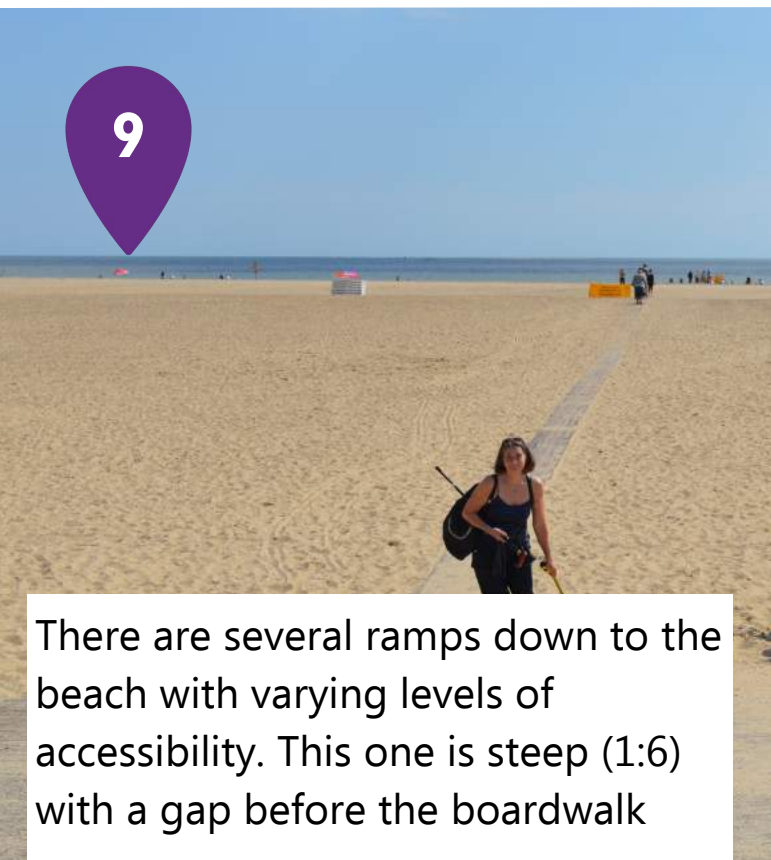 9
There are several ramps down to the
beach with varying levels of
accessibility. This one is steep (1:6)
with a gap before the boardwalk